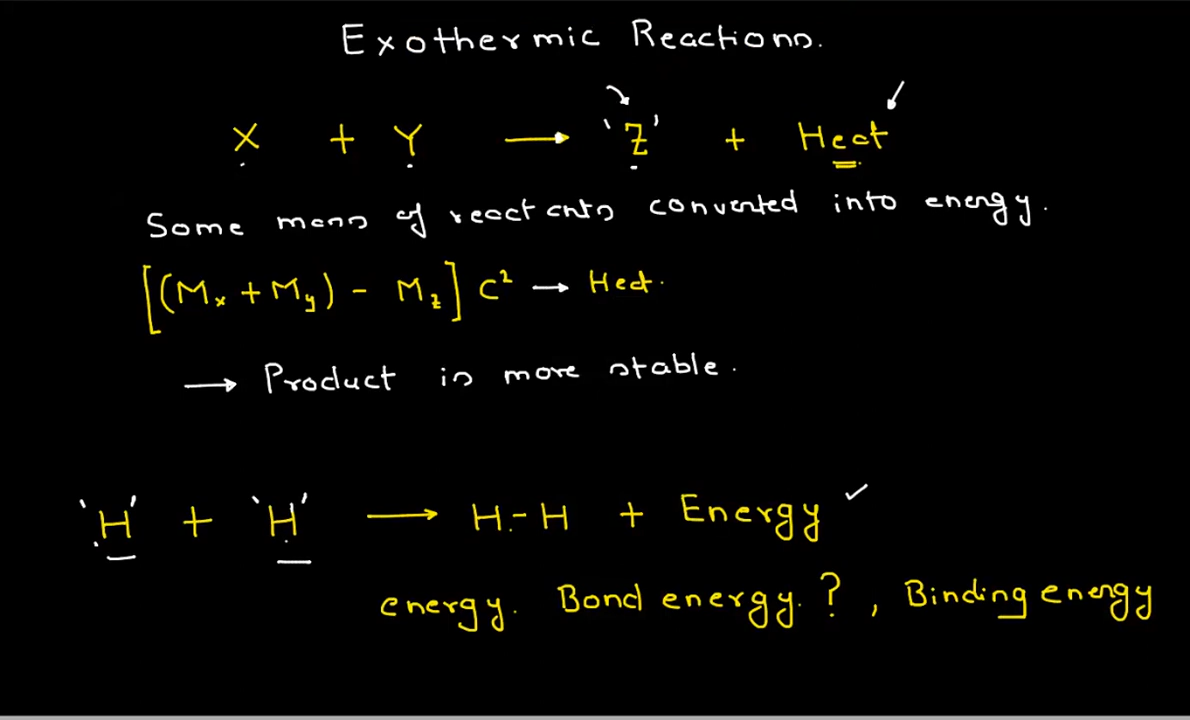 Exothermic Reactions.
X + Y → 'Z' + Heat
Some mass of reactants converted into energy.
[(Mx + My) - Mz] C² → Heat.
→ Product is more stable.
'H' + 'H' → H-H + Energy ✓
energy. Bond energy. ?, Binding energy